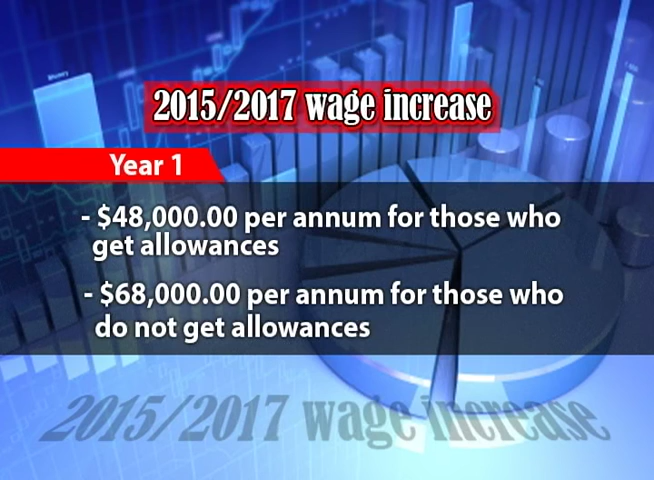 2015/2017 wage increase
Year 1
- $48,000.00 per annum for those who
get allowances
- $68,000.00 per annum for those who
do not get allowances
2015/2017 wage increase